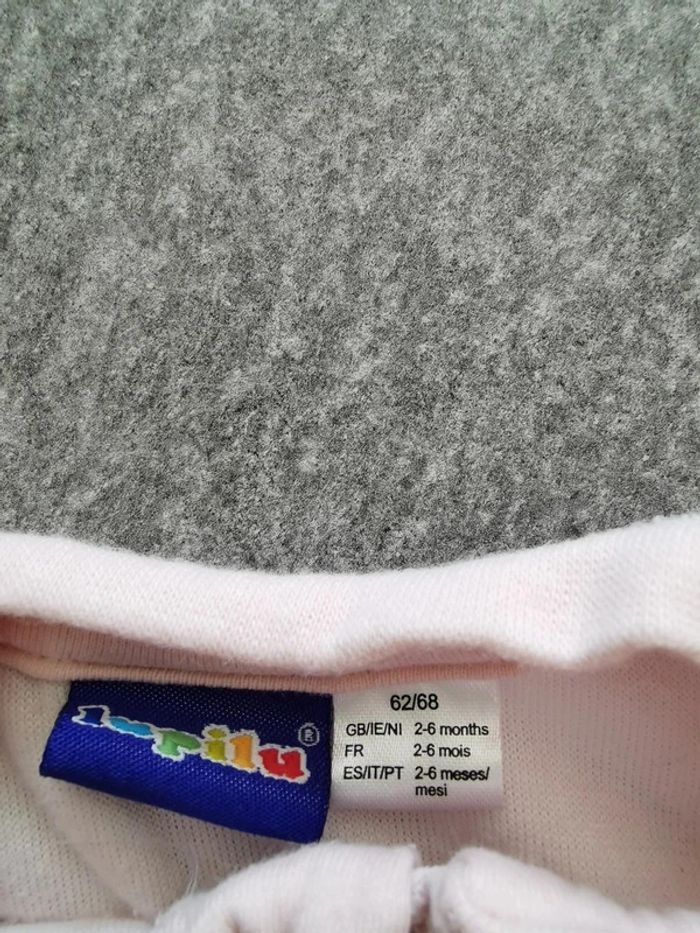 lupilu®
62/68
GB/IE/NI 2-6 months
FR 2-6 mois
ES/IT/PT 2-6 meses/
mesi